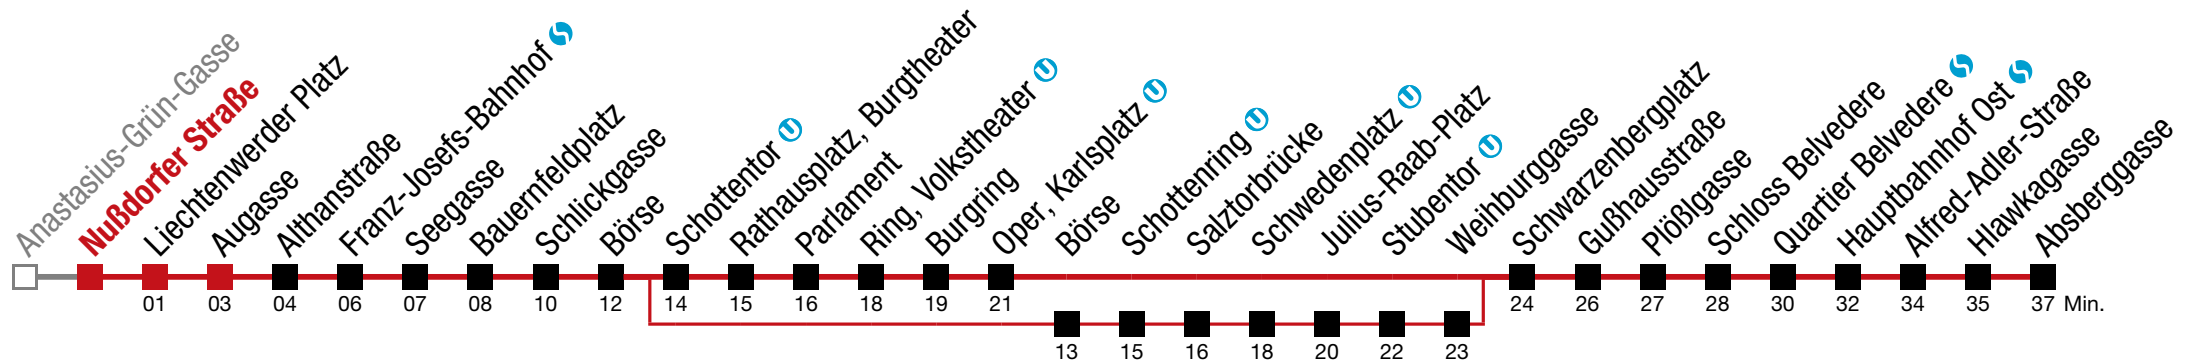 Anastasius-Grün-Gasse
Nußdorfer Straße
Liechtenwerder Platz
Augasse
Althanstraße
Franz-Josefs-Bahnhof
Seegasse
Bauernfeldplatz
Schlickgasse
Börse
Schottentor U
Rathausplatz, Burgtheater
Parlament
Ring, Volkstheater U
Burgring
Oper, Karlsplatz U
Börse
Schottenring U
Salztorbrücke
Schwedenplatz U
Julius-Raab-Platz
Stubentor U
Weihburggasse
Schwarzenbergplatz
Gußhausstraße
Plößlgasse
Schloss Belvedere
Quartier Belvedere
Hauptbahnhof Ost
Alfred-Adler-Straße
Hlawkagasse
Absberggasse
01 03 04 06 07 08 10 12 14 15 16 18 19 21 24 26 27 28 30 32 34 35 37 Min.
13 15 16 18 20 22 23